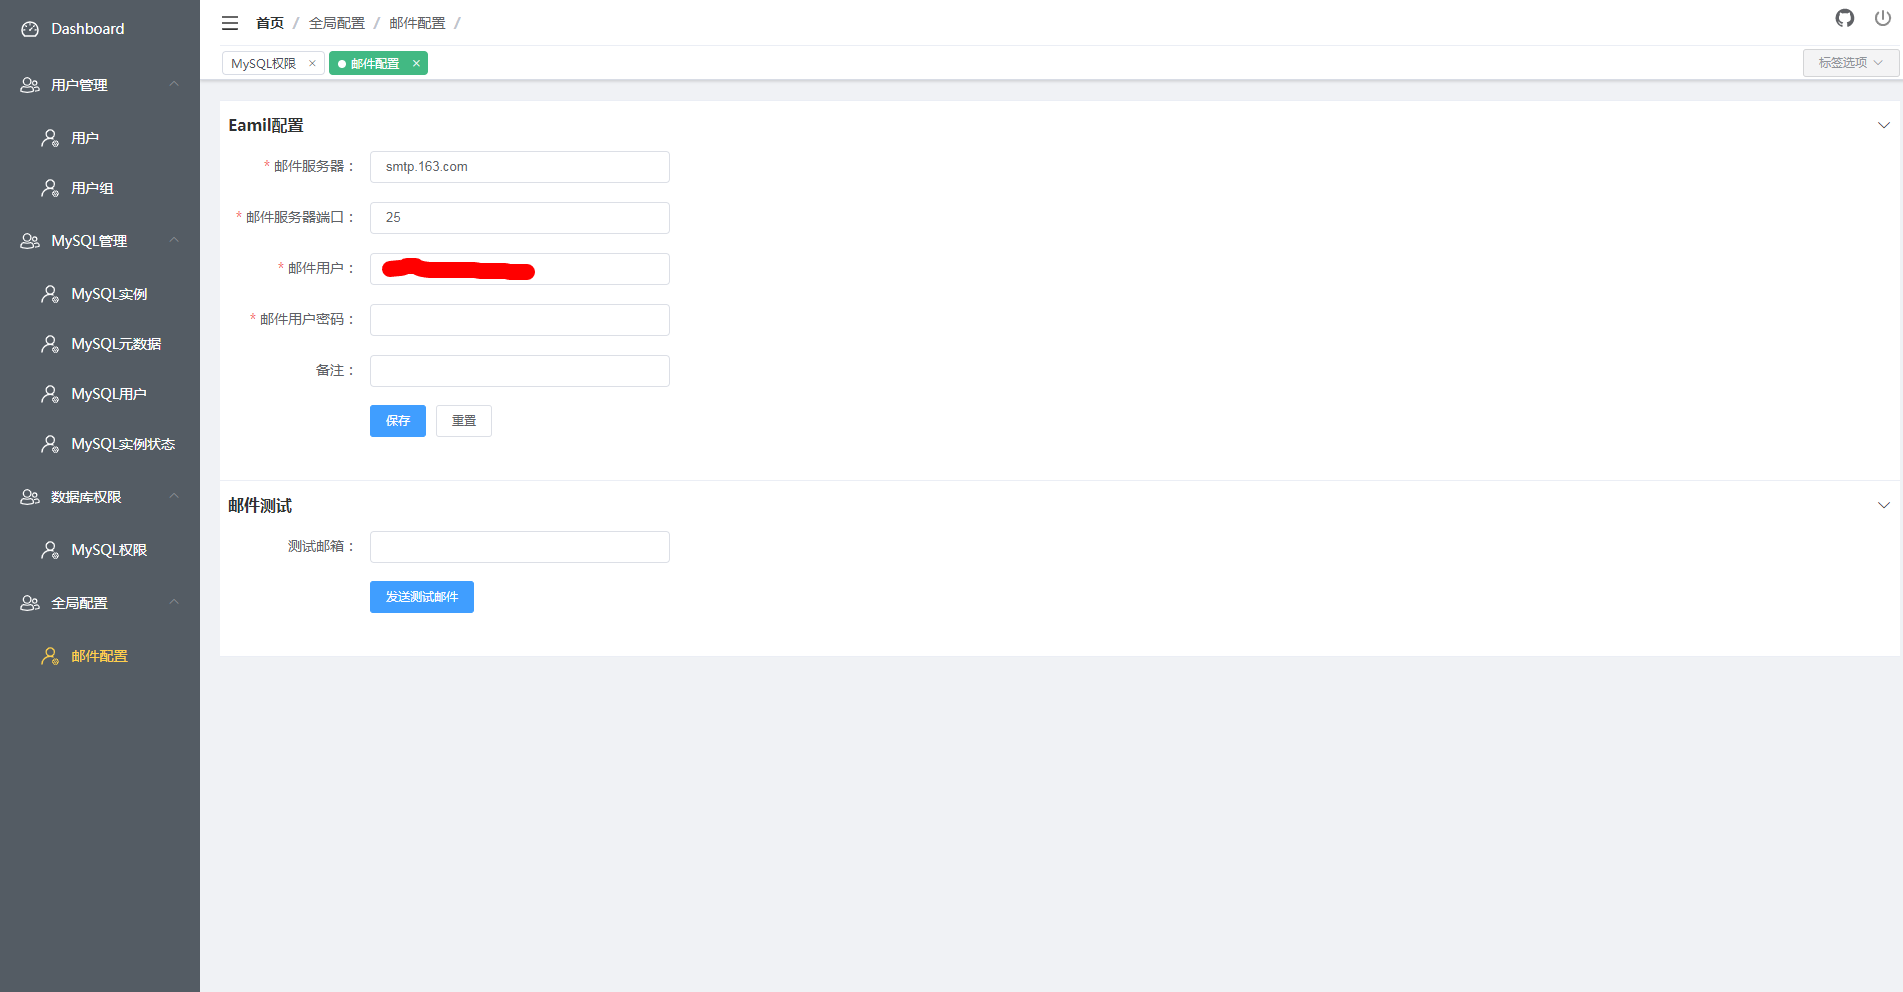 Dashboard
用户管理
用户
用户组
MySQL管理
MySQL实例
MySQL元数据
MySQL用户
MySQL实例状态
数据库权限
MySQL权限
全局配置
邮件配置
首页 / 全局配置 / 邮件配置 /
MySQL权限 × 邮件配置 × 标签选项
Eamil配置
* 邮件服务器： smtp.163.com
* 邮件服务器端口： 25
* 邮件用户：
* 邮件用户密码：
备注：
保存 重置
邮件测试
测试邮箱：
发送测试邮件